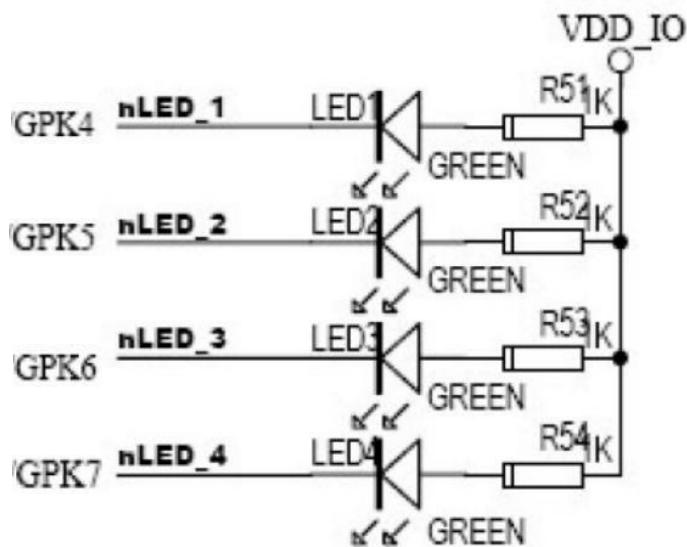 VDD_IO
/GPK4 nLED_1 LED1 GREEN R51 1K
/GPK5 nLED_2 LED2 GREEN R52 1K
/GPK6 nLED_3 LED3 GREEN R53 1K
/GPK7 nLED_4 LED4 GREEN R54 1K